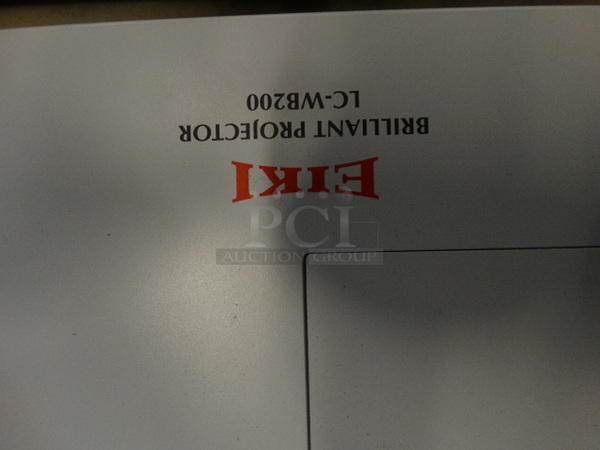 EIKI
BRILLIANT PROJECTOR
LC-WB200
PCI
AUCTION GROUP